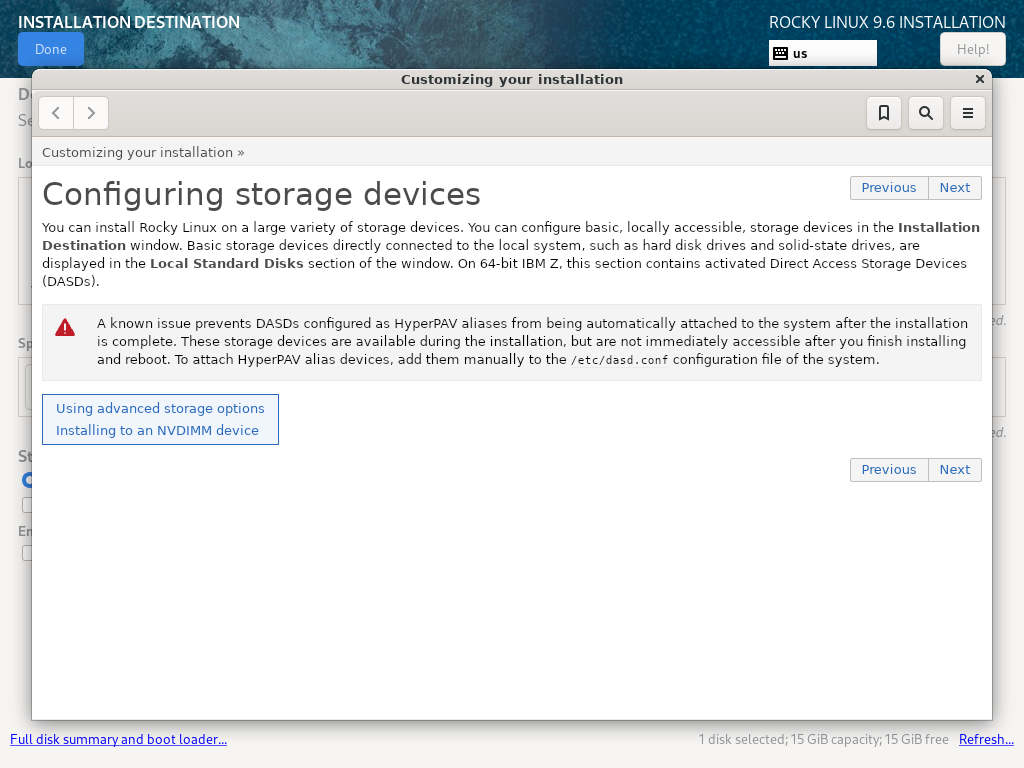 INSTALLATION DESTINATION
ROCKY LINUX 9.6 INSTALLATION
Done
us
Help!
Customizing your installation
Customizing your installation »
Configuring storage devices
Previous
Next
You can install Rocky Linux on a large variety of storage devices. You can configure basic, locally accessible, storage devices in the Installation
Destination window. Basic storage devices directly connected to the local system, such as hard disk drives and solid-state drives, are
displayed in the Local Standard Disks section of the window. On 64-bit IBM Z, this section contains activated Direct Access Storage Devices
(DASDs).
A known issue prevents DASDs configured as HyperPAV aliases from being automatically attached to the system after the installation
is complete. These storage devices are available during the installation, but are not immediately accessible after you finish installing
and reboot. To attach HyperPAV alias devices, add them manually to the /etc/dasd.conf configuration file of the system.
Using advanced storage options
Installing to an NVDIMM device
Previous
Next
Full disk summary and boot loader...
1 disk selected; 15 GiB capacity; 15 GiB free
Refresh...